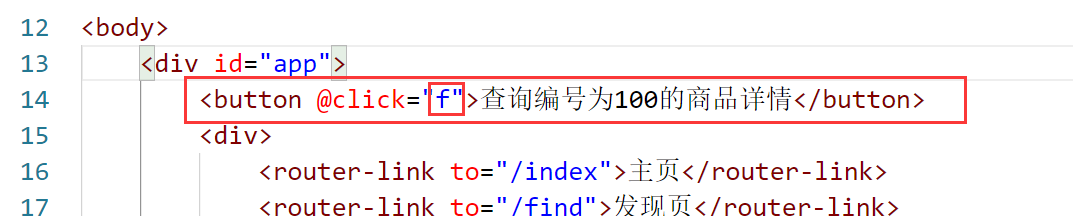 12 <body>
13 <div id="app">
14 <button @click="f">查询编号为100的商品详情</button>
15 <div>
16 <router-link to="/index">主页</router-link>
17 <router-link to="/find">发现页</router-link>